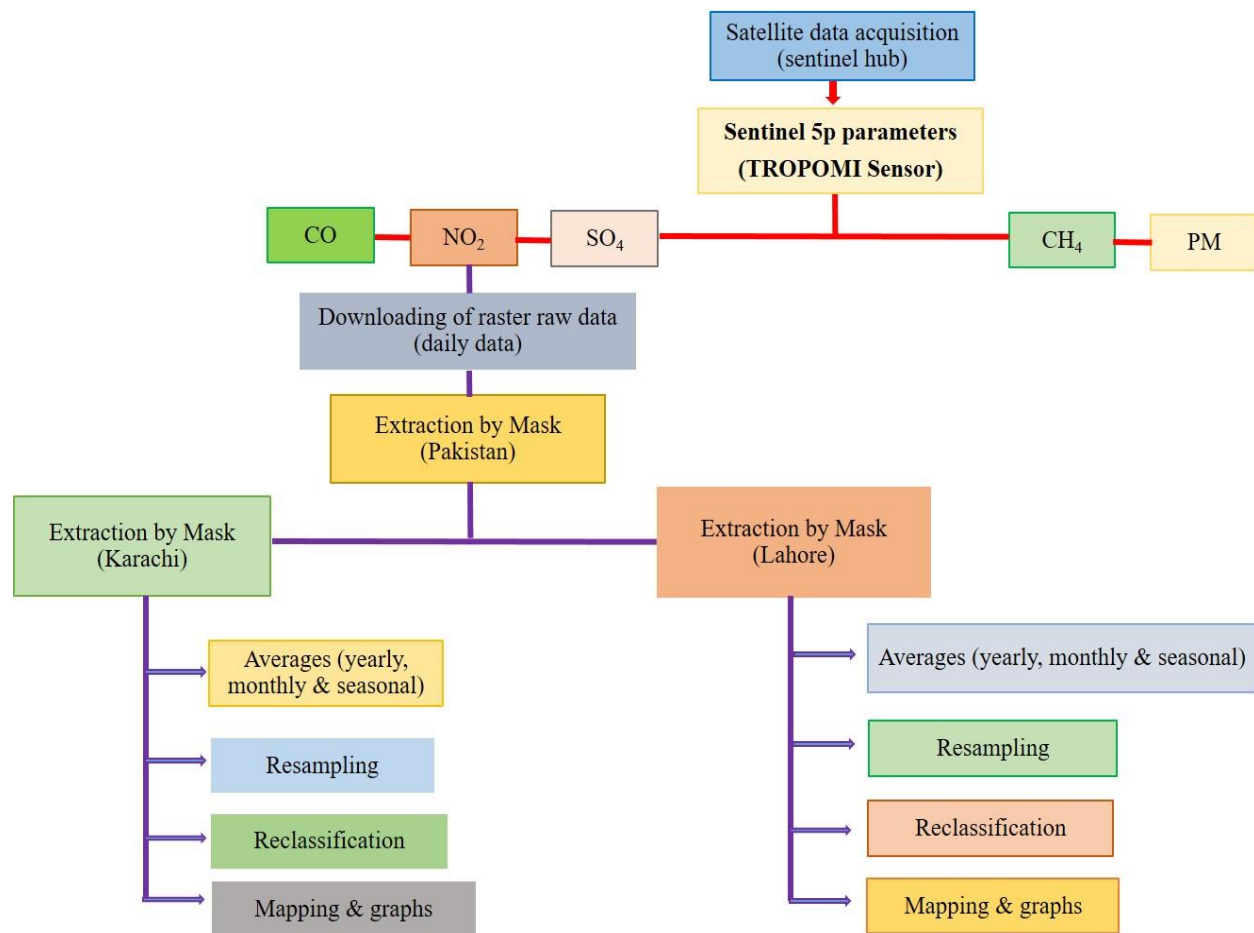 Satellite data acquisition
(sentinel hub)
Sentinel 5p parameters
(TROPOMI Sensor)
CO
NO₂
SO₄
CH₄
PM
Downloading of raster raw data
(daily data)
Extraction by Mask
(Pakistan)
Extraction by Mask
(Karachi)
Extraction by Mask
(Lahore)
Averages (yearly,
monthly & seasonal)
Resampling
Reclassification
Mapping & graphs
Averages (yearly, monthly & seasonal)
Resampling
Reclassification
Mapping & graphs